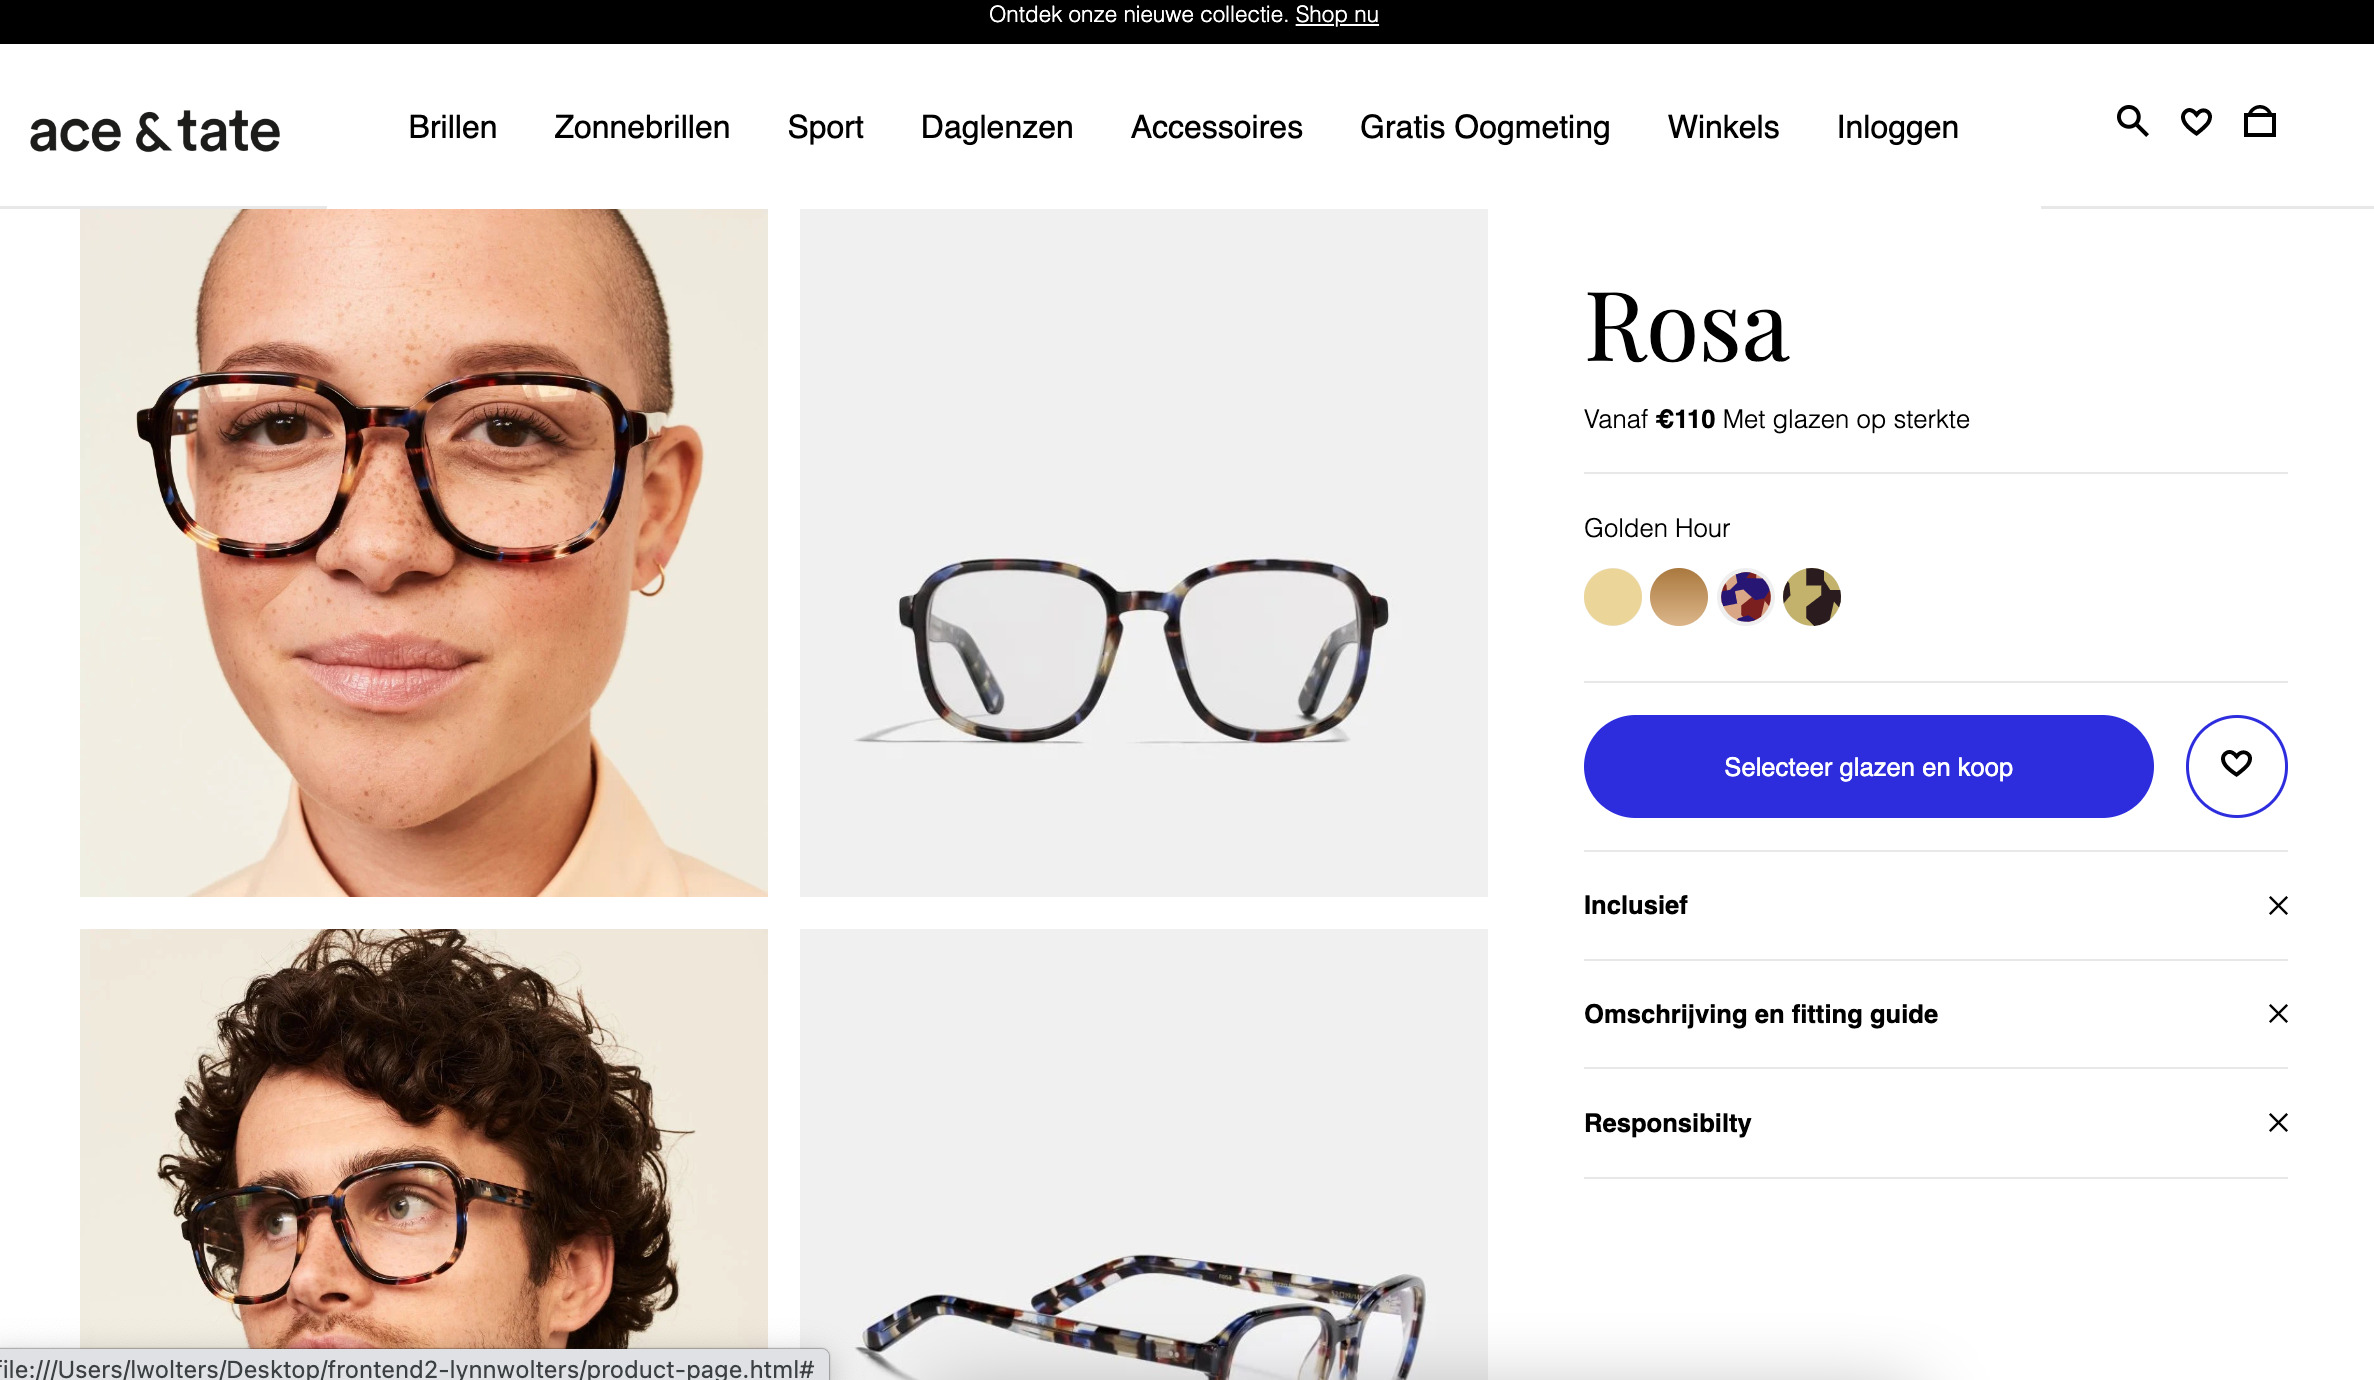 Ontdek onze nieuwe collectie. Shop nu
ace & tate
Brillen Zonnebrillen Sport Daglenzen Accessoires Gratis Oogmeting Winkels Inloggen
Rosa
Vanaf €110 Met glazen op sterkte
Golden Hour
Selecteer glazen en koop
Inclusief
Omschrijving en fitting guide
Responsibilty
rosa
file:///Users/lwolters/Desktop/frontend2-lynnwolters/product-page.html#